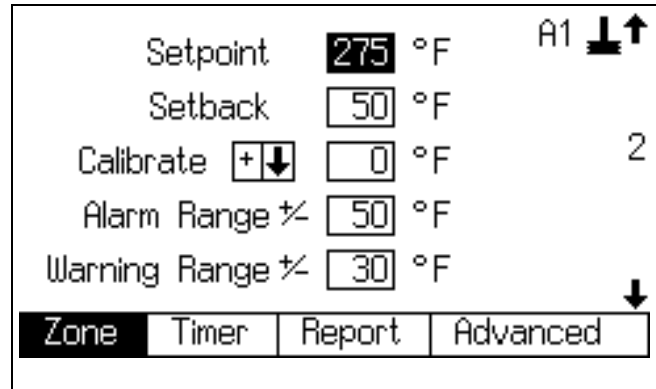 A1
Setpoint 275 °F
Setback 50 °F
Calibrate + 0 °F
2
Alarm Range +/- 50 °F
Warning Range +/- 30 °F
Zone Timer Report Advanced